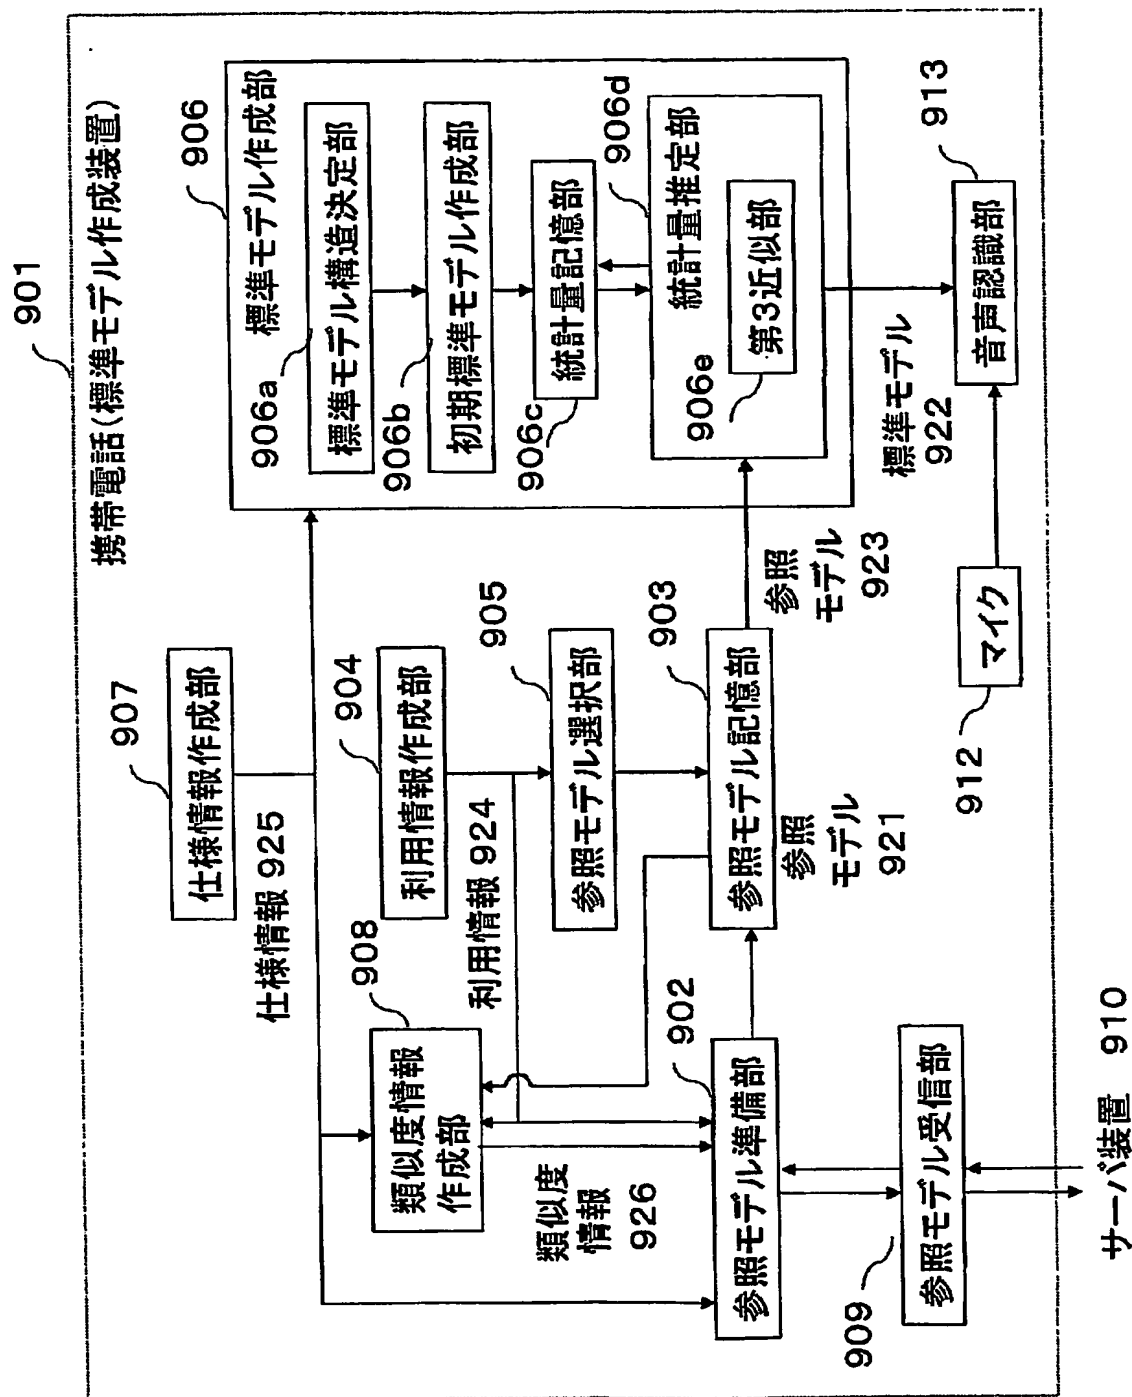 901
携帯電話(標準モデル作成装置)
907
仕様情報作成部
仕様情報 925
904
利用情報作成部
利用情報 924
908
類似度情報
作成部
類似度
情報
926
905
参照モデル選択部
902
参照モデル準備部
903
参照モデル記憶部
参照
モデル
921
参照
モデル
923
909
参照モデル受信部
サーバ装置 910
906
標準モデル作成部
906a
標準モデル構造決定部
906b
初期標準モデル作成部
906c
統計量記憶部
906d
統計量推定部
906e
第3近似部
標準モデル
922
912
マイク
913
音声認識部